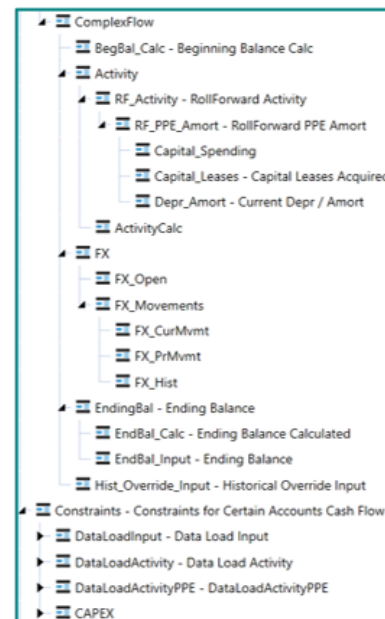 ComplexFlow
BegBal_Calc - Beginning Balance Calc
Activity
RF_Activity - RollForward Activity
RF_PPE_Amort - RollForward PPE Amort
Capital_Spending
Capital_Leases - Capital Leases Acquired
Depr_Amort - Current Depr / Amort
ActivityCalc
FX
FX_Open
FX_Movements
FX_CurMvmt
FX_PrMvmt
FX_Hist
EndingBal - Ending Balance
EndBal_Calc - Ending Balance Calculated
EndBal_Input - Ending Balance
Hist_Override_Input - Historical Override Input
Constraints - Constraints for Certain Accounts Cash Flow
DataLoadInput - Data Load Input
DataLoadActivity - Data Load Activity
DataLoadActivityPPE - DataLoadActivityPPE
CAPEX